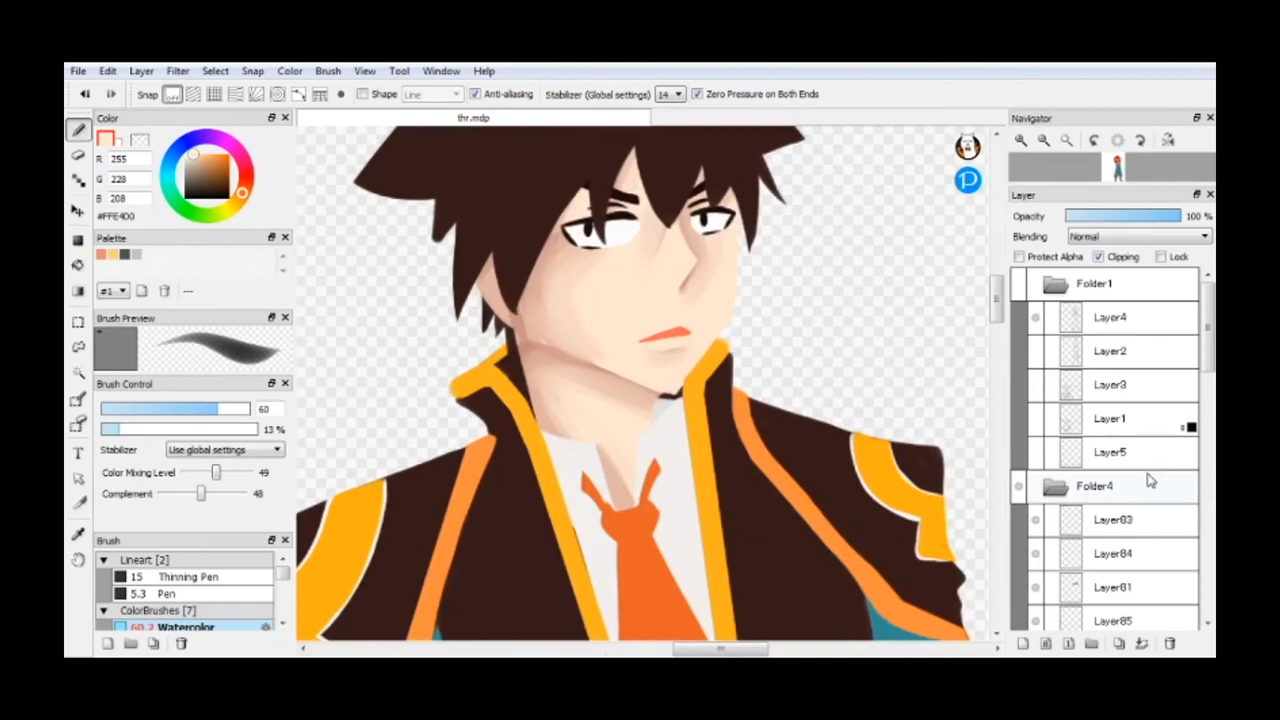 File Edit Layer Filter Select Snap Color Brush View Tool Window Help
Snap off Shape Line Anti-aliasing Stabilizer (Global settings) 14 Zero Pressure on Both Ends
Color
thr.mdp
Navigator
R 255
G 228
B 208
#FFE4D0
P
Layer
Opacity 100 %
Blending Normal
Protect Alpha Clipping Lock
Palette
#1 ---
Brush Preview
Brush Control
60
13 %
Stabilizer Use global settings
Color Mixing Level 49
Complement 48
Brush
Lineart [2]
15 Thinning Pen
5.3 Pen
ColorBrushes [7]
60.2 Watercolor
Folder1
Layer4
Layer2
Layer3
Layer1
Layer5
Folder4
Layer83
Layer84
Layer81
Layer85